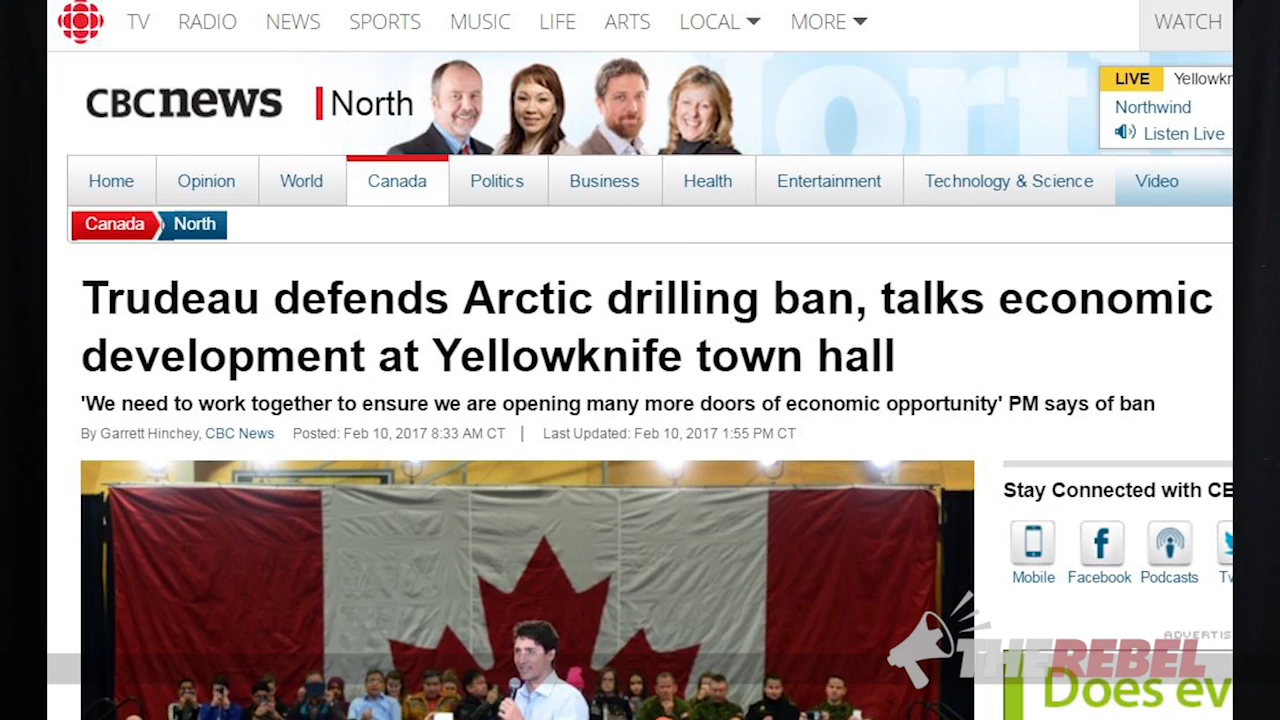 TV RADIO NEWS SPORTS MUSIC LIFE ARTS LOCAL MORE WATCH
CBCnews North
LIVE
Northwind
Listen Live
Home Opinion World Canada Politics Business Health Entertainment Technology & Science Video
Canada North
Trudeau defends Arctic drilling ban, talks economic
development at Yellowknife town hall
'We need to work together to ensure we are opening many more doors of economic opportunity' PM says of ban
By Garrett Hinchey, CBC News Posted: Feb 10, 2017 8:33 AM CT | Last Updated: Feb 10, 2017 1:55 PM CT
Stay Connected with
Mobile Facebook Podcasts
THEREBEL
Does